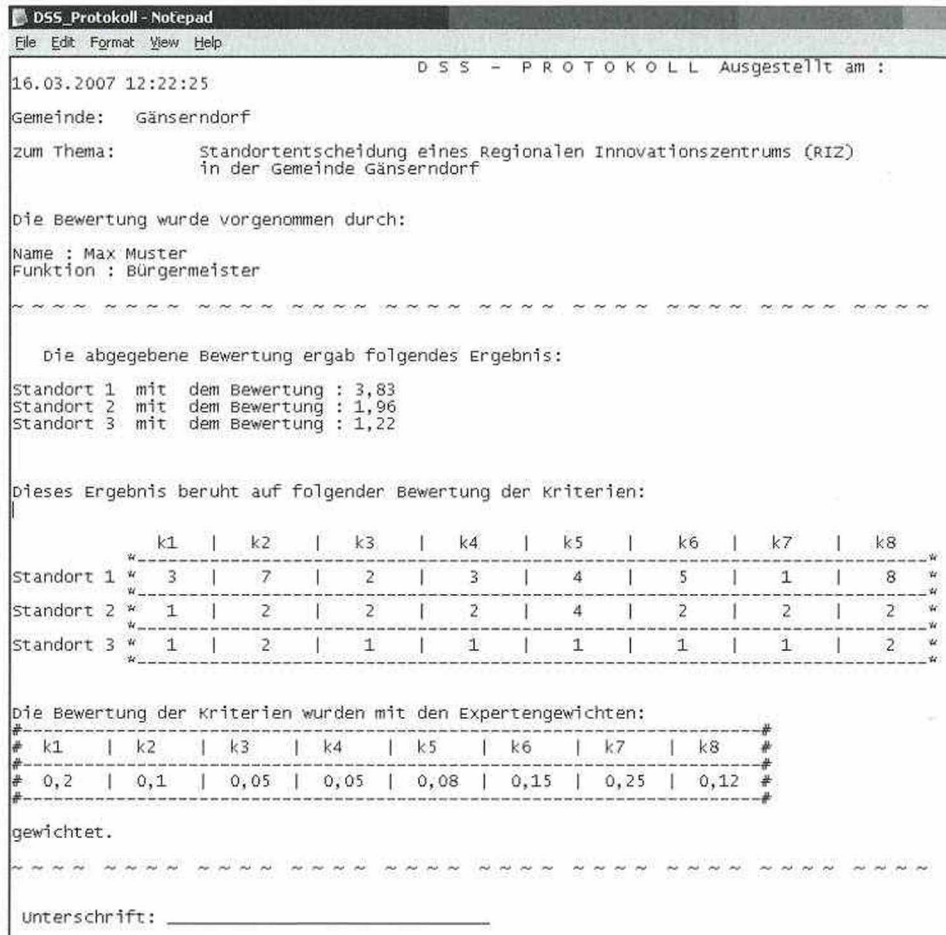 DSS_Protokoll - Notepad
File Edit Format View Help
D S S - P R O T O K O L L Ausgestellt am :
16.03.2007 12:22:25
Gemeinde: Gänserndorf
zum Thema: Standortentscheidung eines Regionalen Innovationszentrums (RIZ)
in der Gemeinde Gänserndorf
Die Bewertung wurde vorgenommen durch:
Name : Max Muster
Funktion : Bürgermeister
~ ~ ~ ~ ~ ~ ~ ~ ~ ~ ~ ~ ~ ~ ~ ~ ~ ~ ~ ~ ~ ~ ~ ~ ~ ~ ~ ~ ~ ~ ~ ~ ~ ~ ~ ~ ~ ~ ~ ~
Die abgegebene Bewertung ergab folgendes Ergebnis:
Standort 1 mit dem Bewertung : 3,83
Standort 2 mit dem Bewertung : 1,96
Standort 3 mit dem Bewertung : 1,22
Dieses Ergebnis beruht auf folgender Bewertung der Kriterien:
k1 | k2 | k3 | k4 | k5 | k6 | k7 | k8
Standort 1 * 3 | 7 | 2 | 3 | 4 | 5 | 1 | 8 *
Standort 2 * 1 | 2 | 2 | 2 | 4 | 2 | 2 | 2 *
Standort 3 * 1 | 2 | 1 | 1 | 1 | 1 | 1 | 2 *
Die Bewertung der Kriterien wurden mit den Expertengewichten:
# k1 | k2 | k3 | k4 | k5 | k6 | k7 | k8 #
# 0,2 | 0,1 | 0,05 | 0,05 | 0,08 | 0,15 | 0,25 | 0,12 #
gewichtet.
~ ~ ~ ~ ~ ~ ~ ~ ~ ~ ~ ~ ~ ~ ~ ~ ~ ~ ~ ~ ~ ~ ~ ~ ~ ~ ~ ~ ~ ~ ~ ~ ~ ~ ~ ~ ~ ~ ~ ~
Unterschrift: ____________________